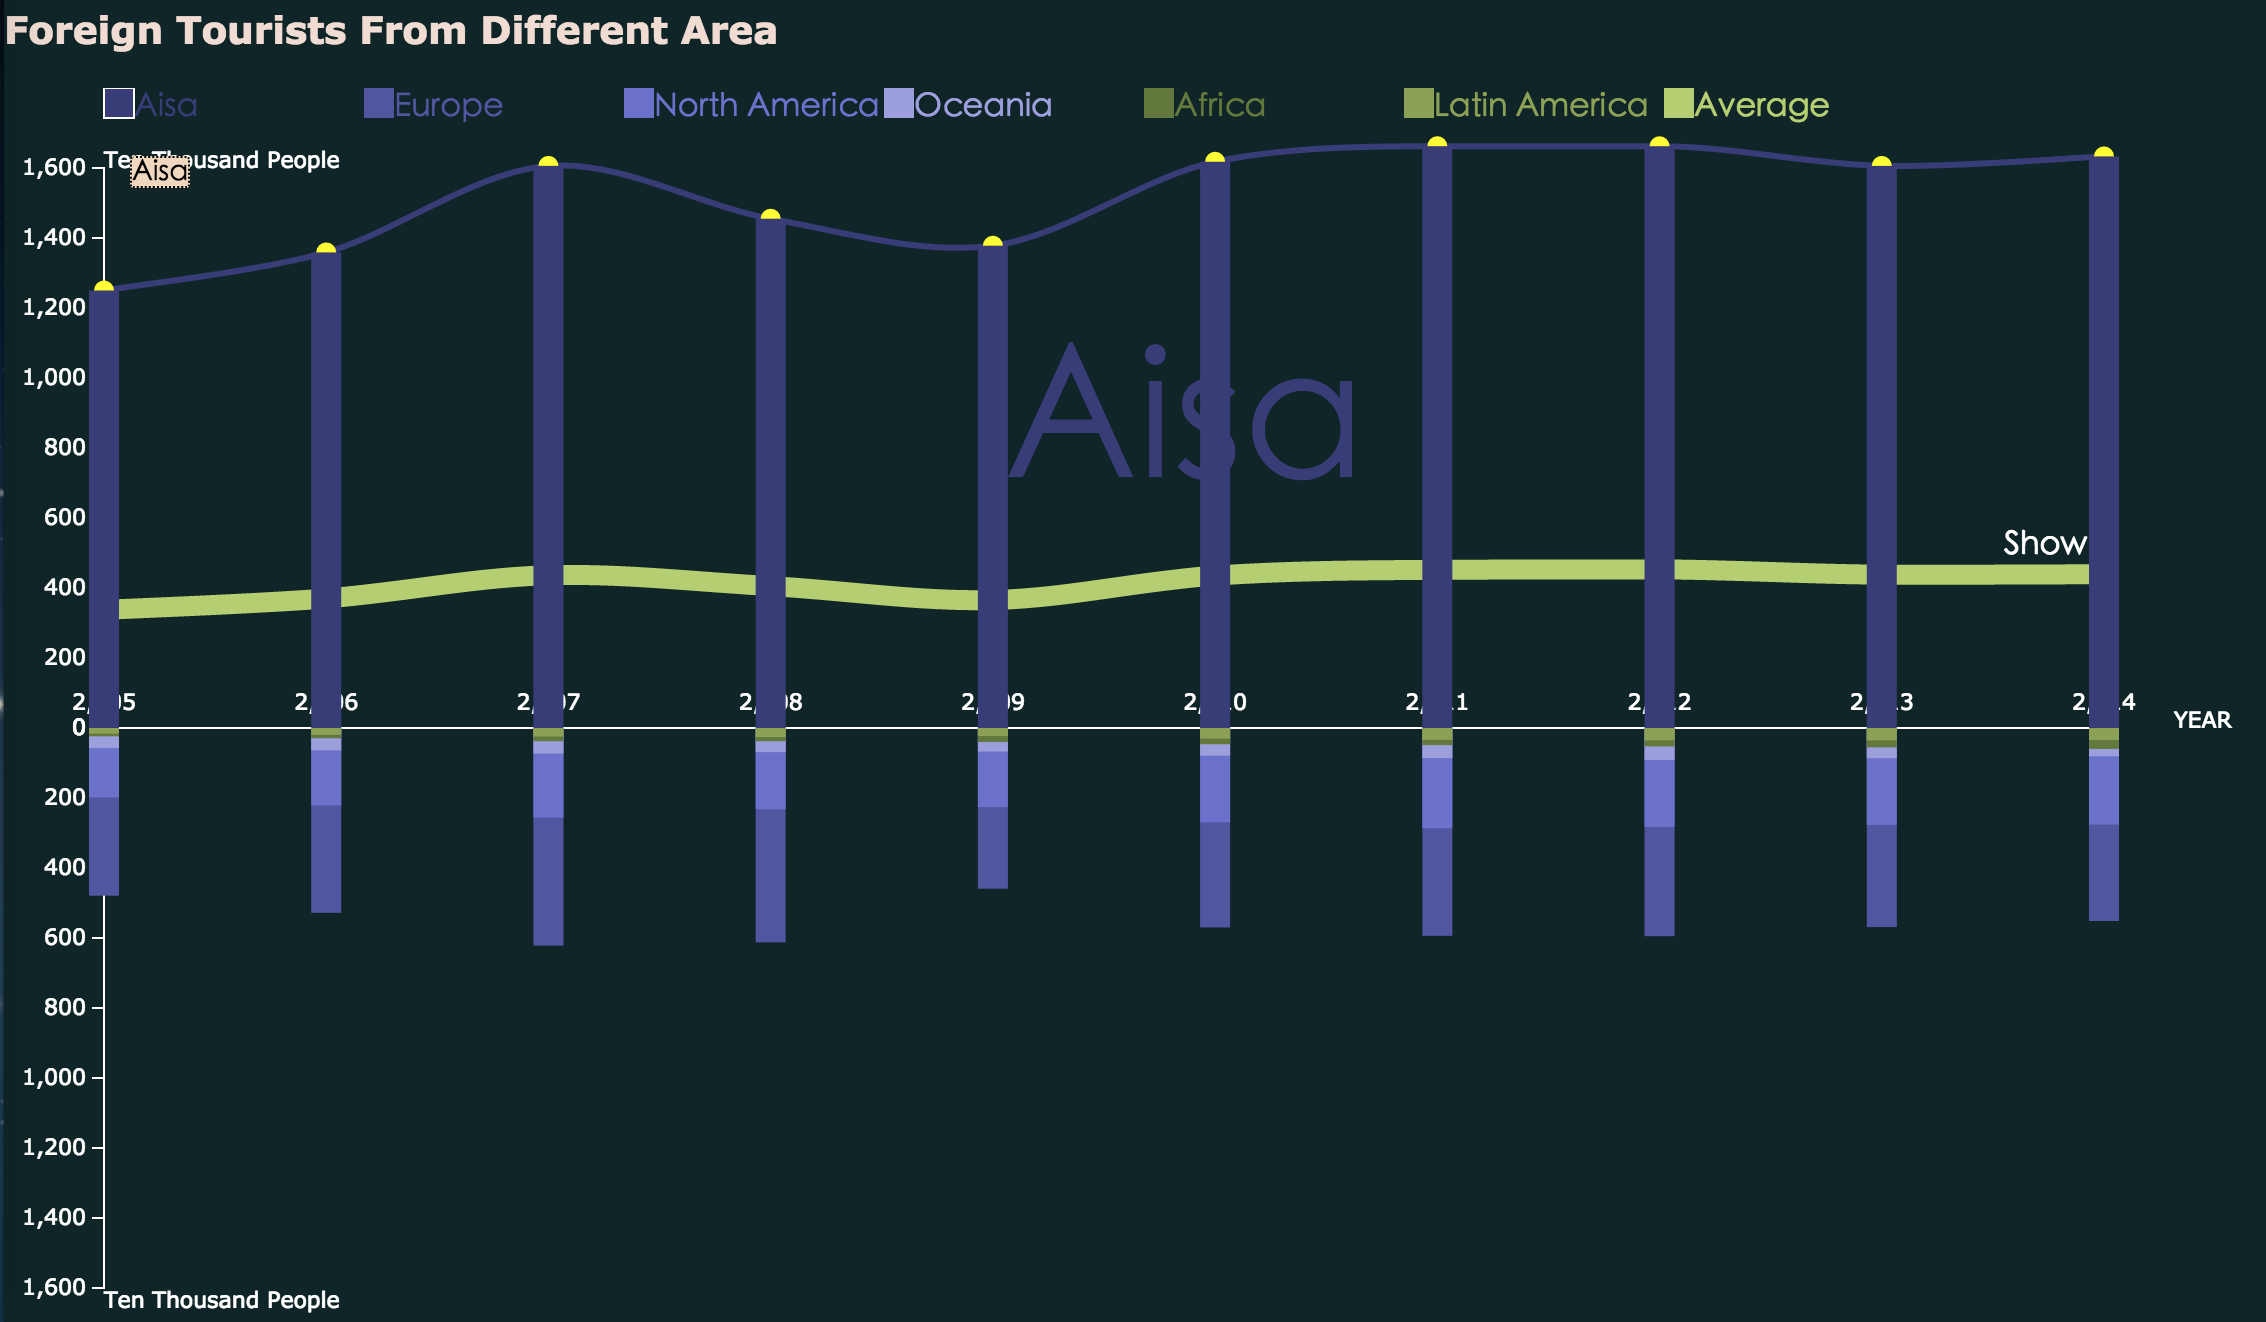 Foreign Tourists From Different Area
Aisa Europe North America Oceania Africa Latin America Average
Ten Thousand People
Aisa
1,600
1,400
1,200
1,000
Aisa
800
600
Show
400
200
0
YEAR
200
400
600
800
1,000
1,200
1,400
1,600
Ten Thousand People